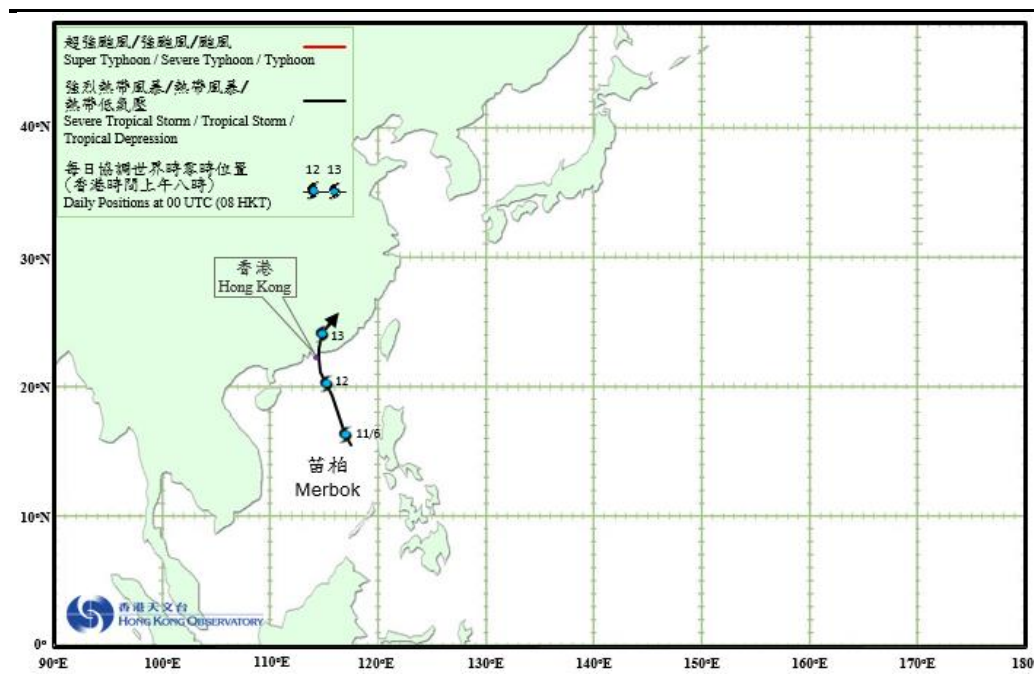 超強颱風/強颱風/颱風
Super Typhoon / Severe Typhoon / Typhoon
強烈熱帶風暴/熱帶風暴/
熱帶低氣壓
Severe Tropical Storm / Tropical Storm /
Tropical Depression
每日協調世界時零時位置
(香港時間上午八時)
Daily Positions at 00 UTC (08 HKT)
12 13
40°N
30°N
香港
Hong Kong
13
20°N
12
11/6
苗柏
Merbok
10°N
香港天文台
HONG KONG OBSERVATORY
0°
90°E 100°E 110°E 120°E 130°E 140°E 150°E 160°E 170°E 180